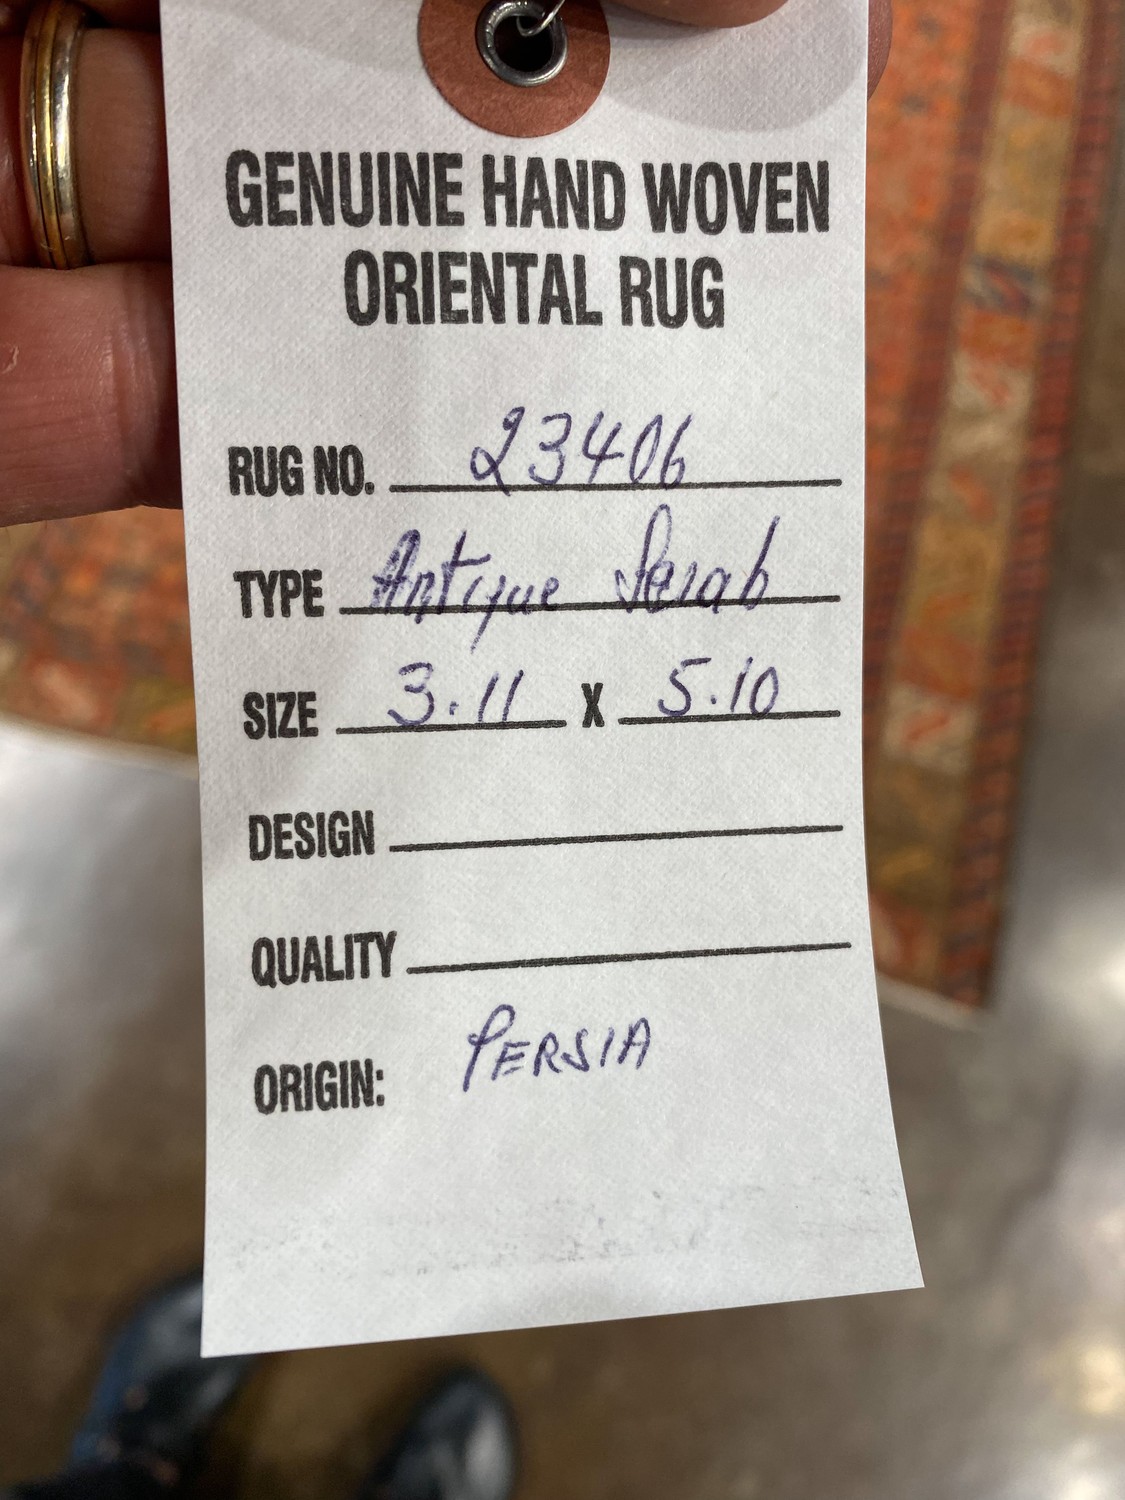 GENUINE HAND WOVEN
ORIENTAL RUG
RUG NO. 23406
TYPE Antique Serab
SIZE 3.11 X 5.10
DESIGN
QUALITY
ORIGIN: PERSIA